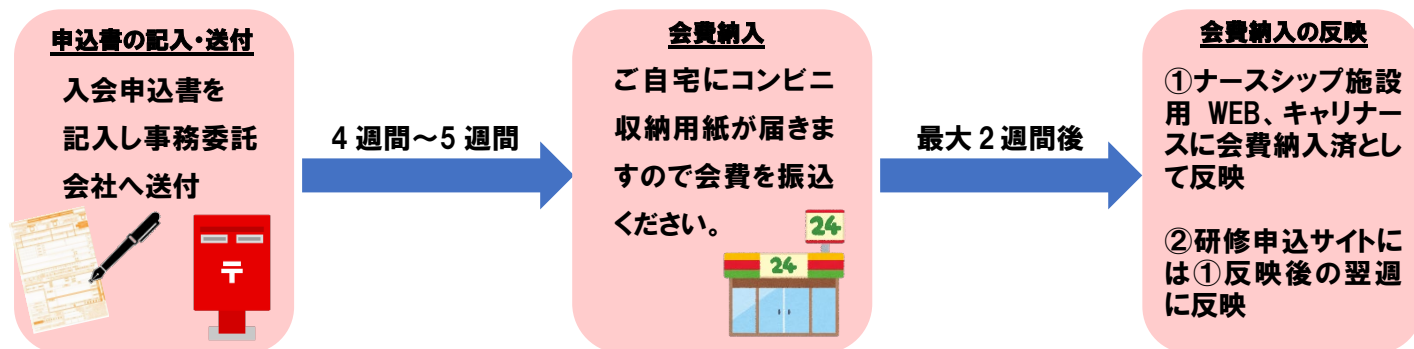 申込書の記入・送付
入会申込書を
記入し事務委託
会社へ送付
〒
4 週間～5 週間
会費納入
ご自宅にコンビニ
収納用紙が届きま
すので会費を振込
ください。
24
24
最大 2 週間後
会費納入の反映
①ナースシップ施設
用 WEB、キャリナー
スに会費納入済とし
て反映
②研修申込サイトに
は①反映後の翌週
に反映